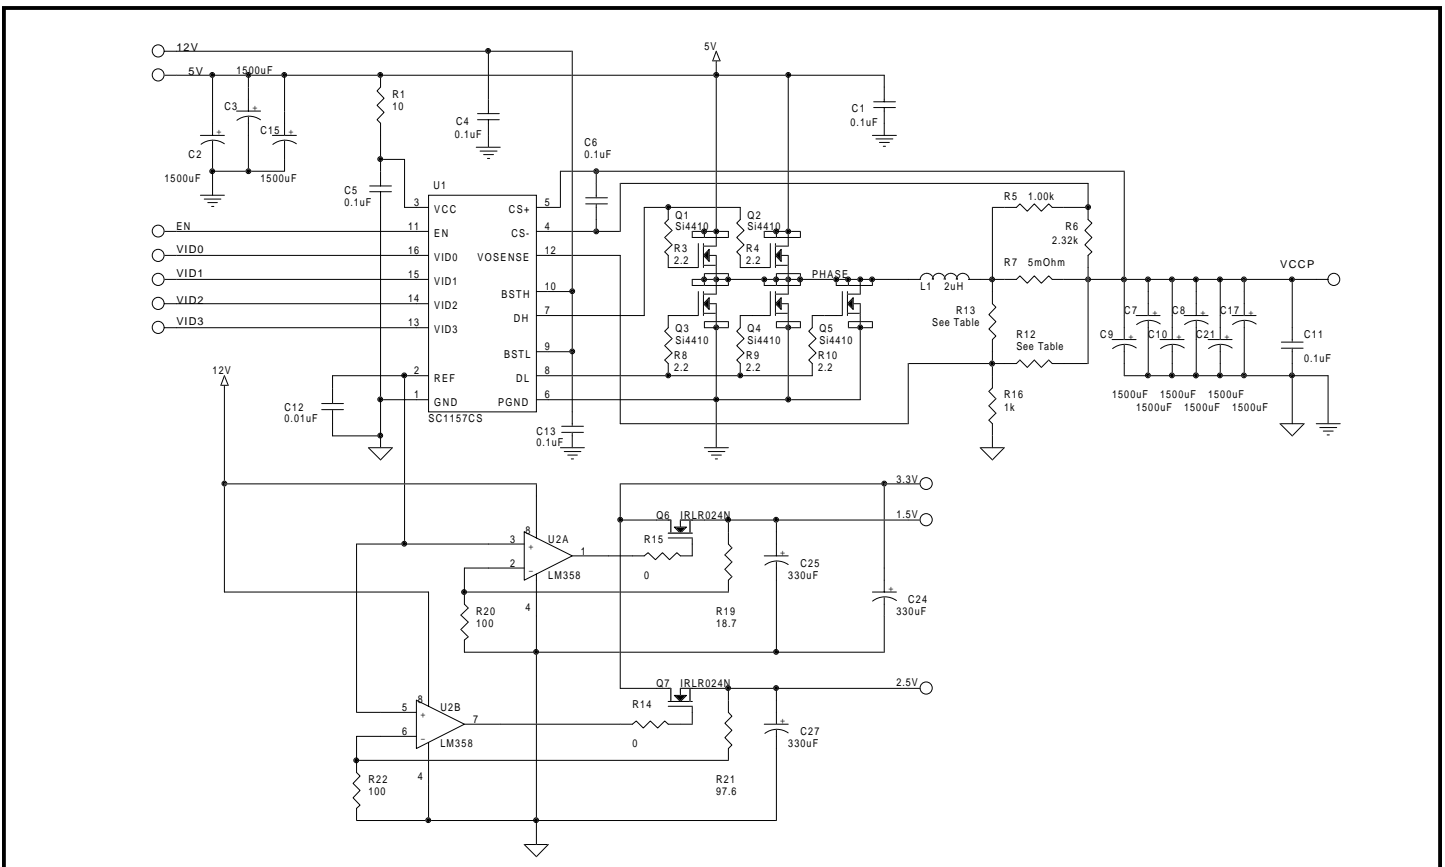 12V
5V
5V
1500uF
C3
C15
C2
1500uF
1500uF
R1
10
C4
0.1uF
C1
0.1uF
C6
0.1uF
C5
0.1uF
U1
3 VCC
11 EN
16 VID0
15 VID1
14 VID2
13 VID3
2 REF
1 GND
CS+ 5
CS- 4
VOSENSE 12
BSTH 10
DH 7
BSTL 9
DL 8
PGND 6
SC1157CS
EN
VID0
VID1
VID2
VID3
Q1
Si4410
R3
2.2
Q2
Si4410
R4
2.2
PHASE
Q3
Si4410
R8
2.2
Q4
Si4410
R9
2.2
Q5
Si4410
R10
2.2
L1 2uH
R5 1.00k
R6
2.32k
R7 5mOhm
R13
See Table
R12
See Table
R16
1k
VCCP
C7
C8
C17
C9
C10
C21
C11
0.1uF
1500uF 1500uF 1500uF
1500uF 1500uF 1500uF
12V
C12
0.01uF
C13
0.1uF
3.3V
1.5V
Q6 IRLR024N
R15
0
8
3
+
2
−
U2A
1
LM358
4
R20
100
R19
18.7
C25
330uF
C24
330uF
2.5V
Q7 IRLR024N
R14
0
8
5
+
6
−
U2B
7
LM358
4
R22
100
R21
97.6
C27
330uF